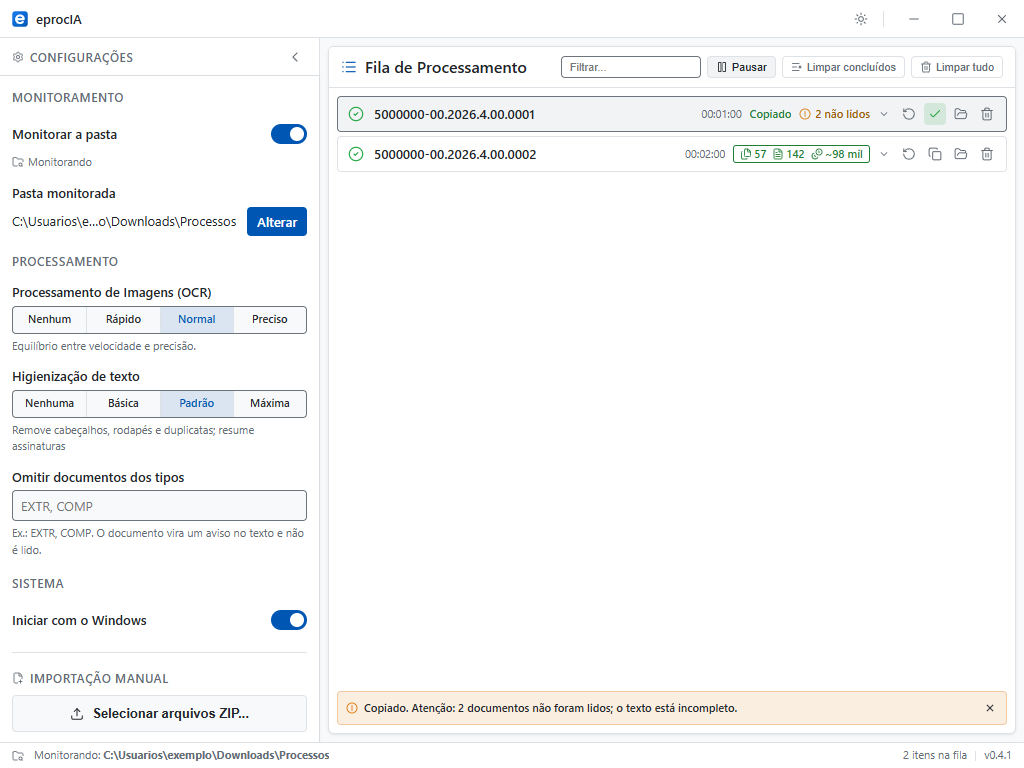 eprocIA
CONFIGURAÇÕES
MONITORAMENTO
Monitorar a pasta
Monitorando
Pasta monitorada
C:\Usuarios\e...o\Downloads\Processos
Alterar
PROCESSAMENTO
Processamento de Imagens (OCR)
Nenhum Rápido Normal Preciso
Equilíbrio entre velocidade e precisão.
Higienização de texto
Nenhuma Básica Padrão Máxima
Remove cabeçalhos, rodapés e duplicatas; resume
assinaturas
Omitir documentos dos tipos
EXTR, COMP
Ex.: EXTR, COMP. O documento vira um aviso no texto e não
é lido.
SISTEMA
Iniciar com o Windows
IMPORTAÇÃO MANUAL
Selecionar arquivos ZIP...
Fila de Processamento
Filtrar...
Pausar
Limpar concluídos
Limpar tudo
5000000-00.2026.4.00.0001 00:01:00 Copiado 2 não lidos
5000000-00.2026.4.00.0002 00:02:00 57 142 ~98 mil
Copiado. Atenção: 2 documentos não foram lidos; o texto está incompleto.
Monitorando: C:\Usuarios\exemplo\Downloads\Processos
2 itens na fila v0.4.1